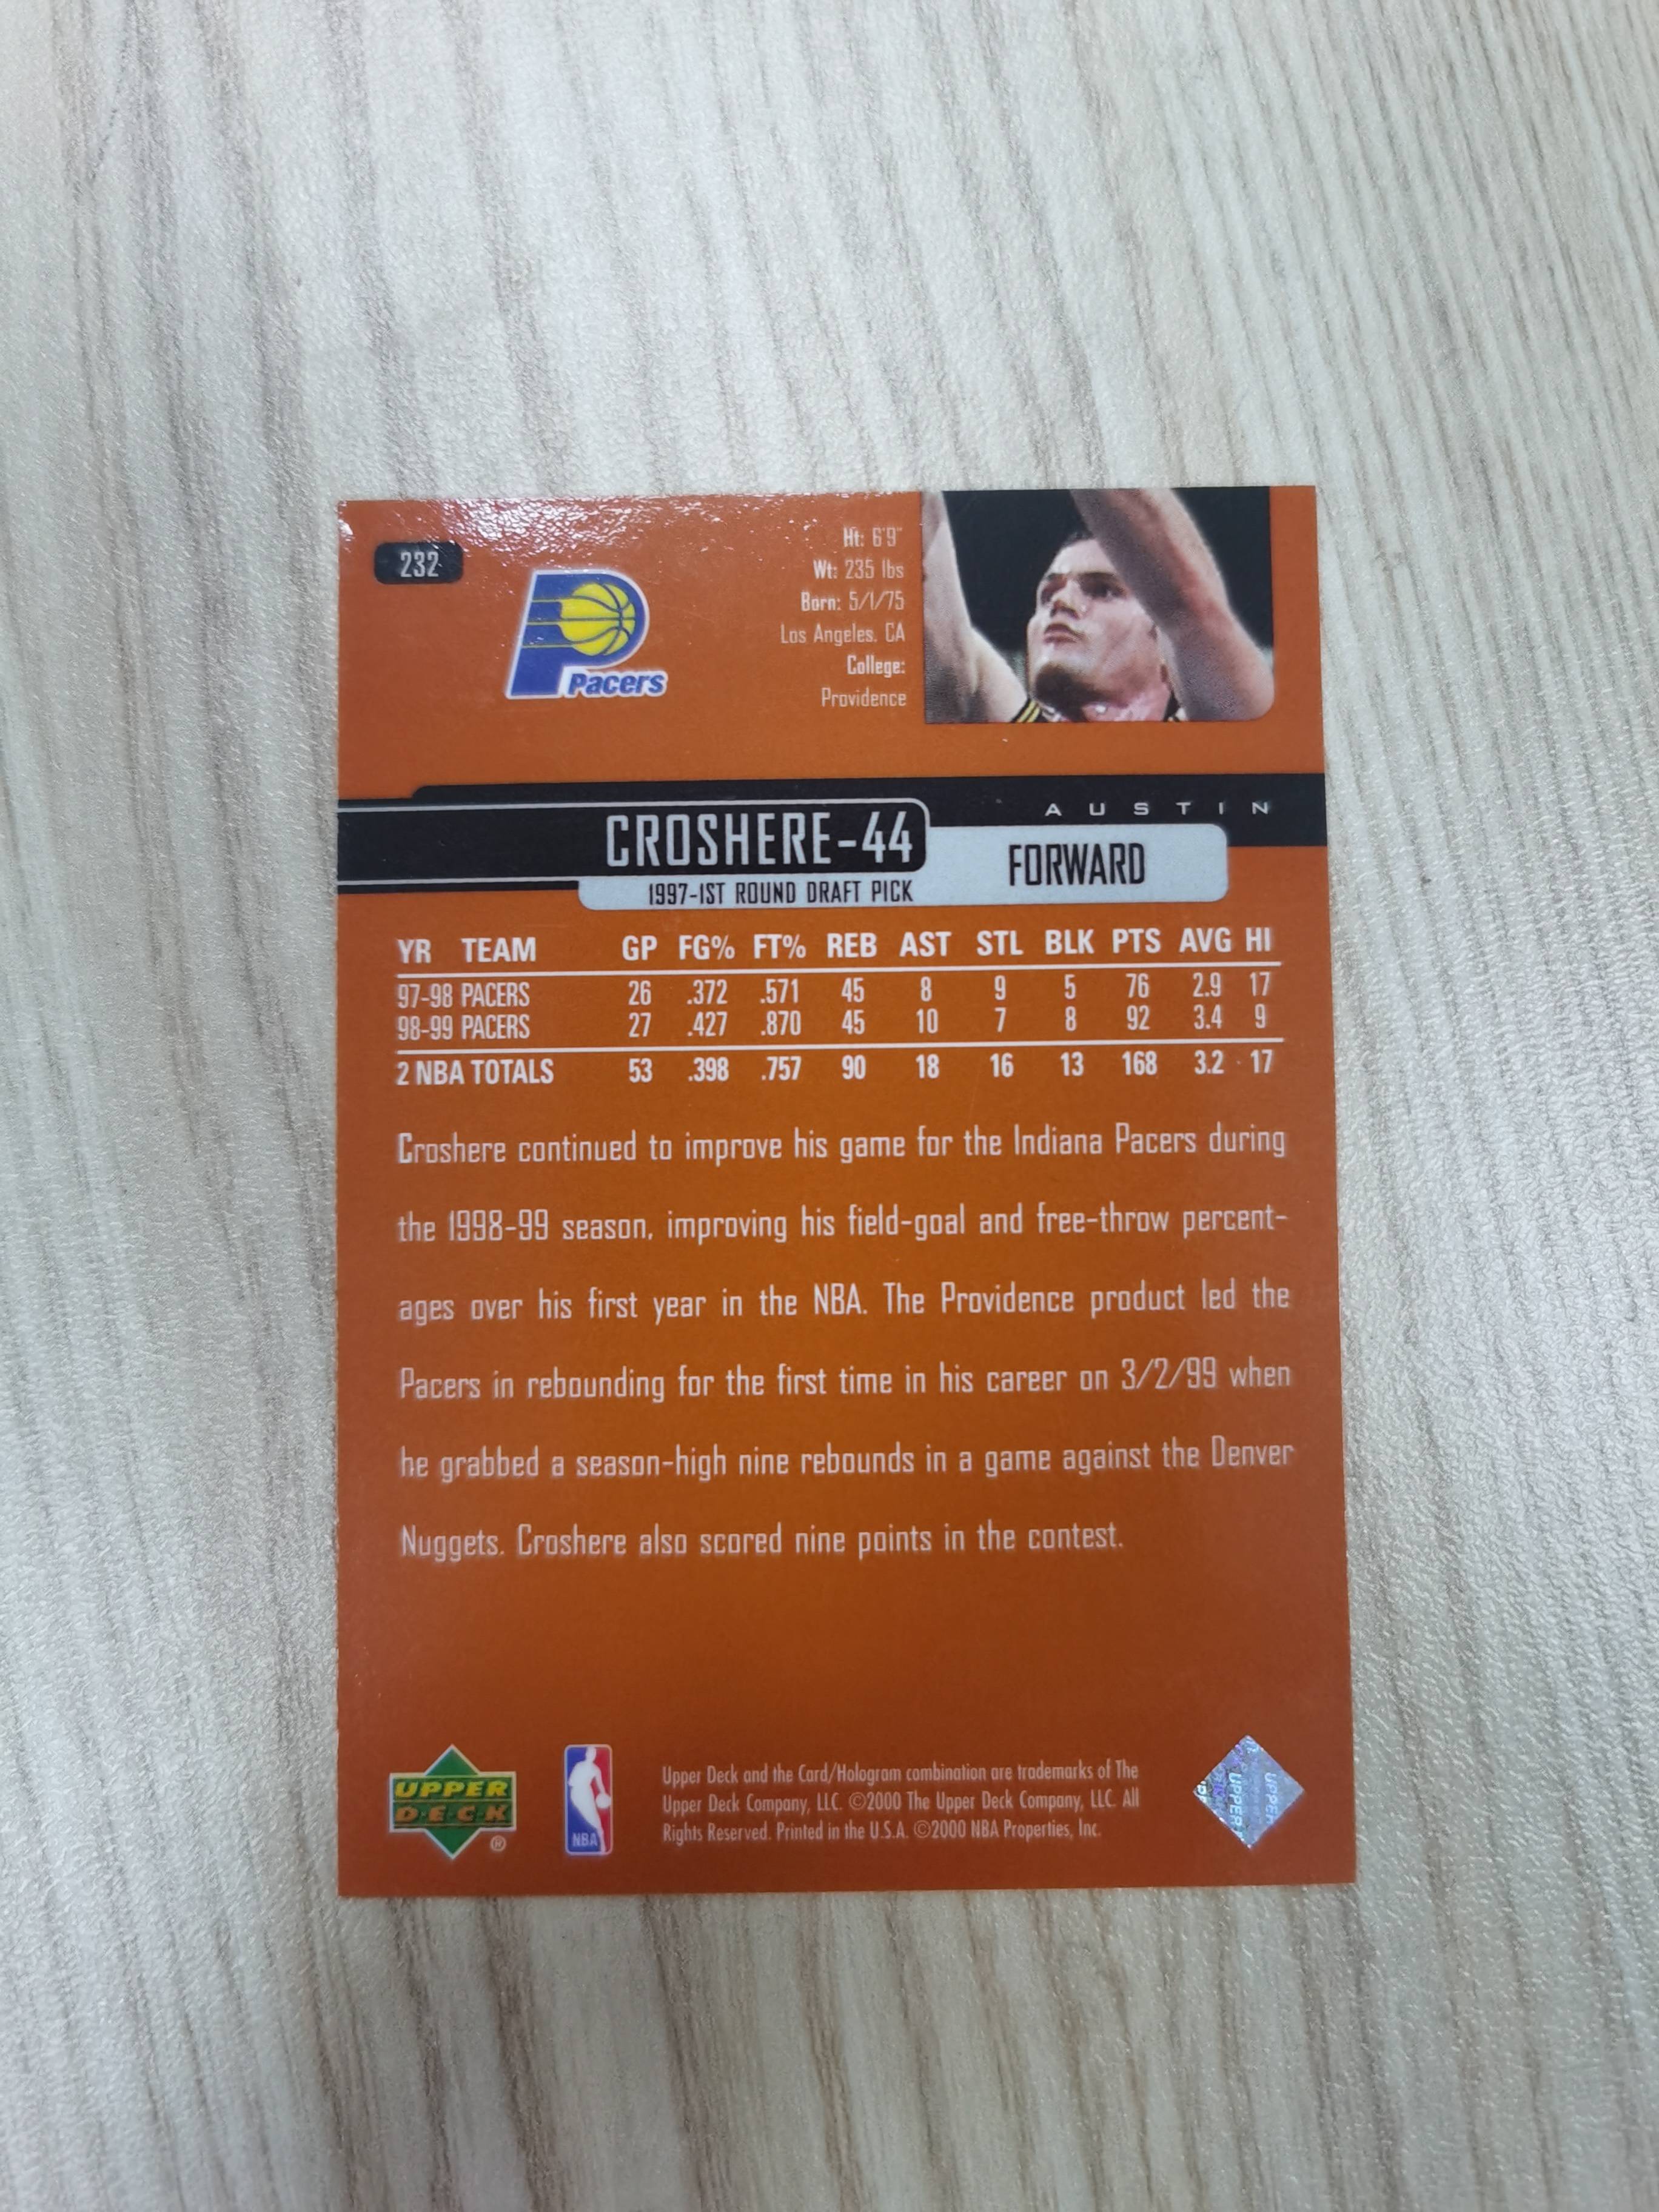 232
Pacers
Ht: 6'9"
Wt: 235 lbs
Born: 5/1/75
Los Angeles, CA
College:
Providence
AUSTIN
CROSHERE-44
FORWARD
1997-1ST ROUND DRAFT PICK
YR TEAM GP FG% FT% REB AST STL BLK PTS AVG HI
97-98 PACERS 26 .372 .571 45 8 9 5 76 2.9 17
98-99 PACERS 27 .427 .870 45 10 7 8 92 3.4 9
2 NBA TOTALS 53 .398 .757 90 18 16 13 168 3.2 17
Croshere continued to improve his game for the Indiana Pacers during
the 1998-99 season, improving his field-goal and free-throw percent-
ages over his first year in the NBA. The Providence product led the
Pacers in rebounding for the first time in his career on 3/2/99 when
he grabbed a season-high nine rebounds in a game against the Denver
Nuggets. Croshere also scored nine points in the contest.
UPPER
DECK
®
NBA
Upper Deck and the Card/Hologram combination are trademarks of The
Upper Deck Company, LLC. ©2000 The Upper Deck Company, LLC. All
Rights Reserved. Printed in the U.S.A. ©2000 NBA Properties, Inc.
UPPER
UPPER